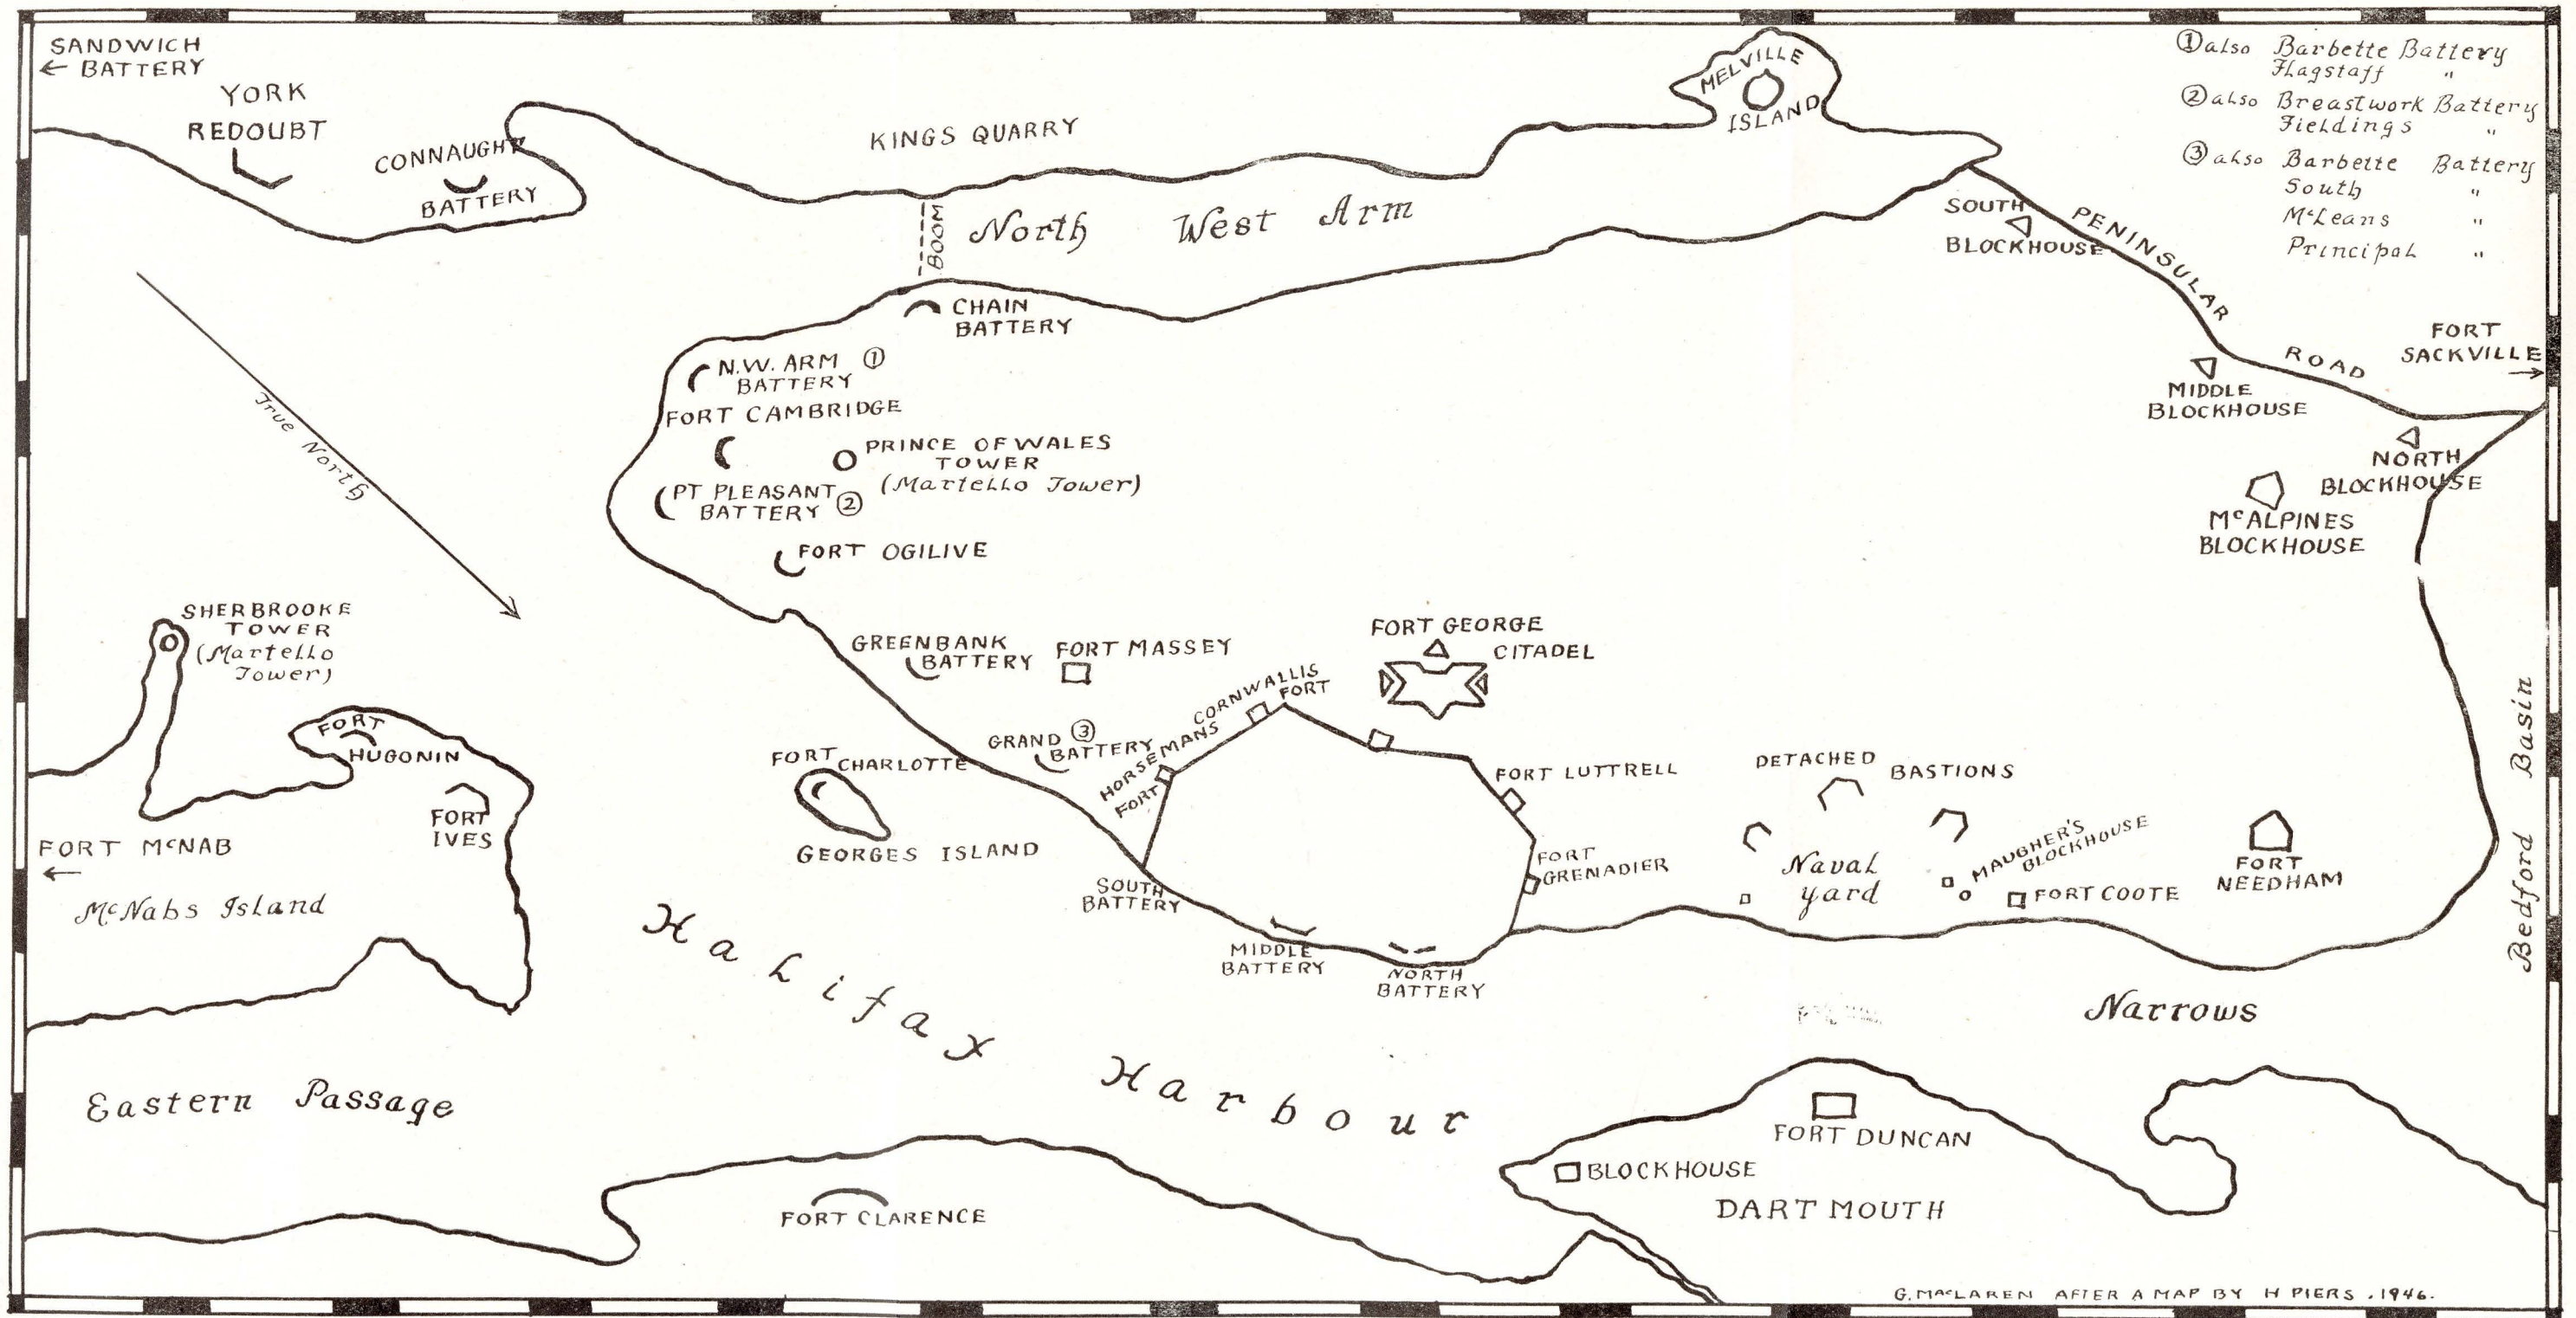 SANDWICH
← BATTERY
YORK
REDOUBT
CONNAUGHT
BATTERY
KINGS QUARRY
MELVILLE
ISLAND
①also Barbette Battery
Flagstaff "
②also Breastwork Battery
Fieldings "
③also Barbette Battery
South "
McLeans "
Principal "
BOOM
North West Arm
SOUTH
BLOCKHOUSE
PENINSULAR
ROAD
FORT
SACKVILLE
→
MIDDLE
BLOCKHOUSE
NORTH
BLOCKHOUSE
McALPINES
BLOCKHOUSE
CHAIN
BATTERY
N.W. ARM ①
BATTERY
FORT CAMBRIDGE
PRINCE OF WALES
TOWER
(Martello Tower)
PT PLEASANT
BATTERY ②
FORT OGILIVE
True North
SHERBROOKE
TOWER
(Martello
Tower)
FORT
HUGONIN
FORT
IVES
FORT McNAB
←
McNabs Island
GREENBANK
BATTERY
FORT MASSEY
FORT GEORGE
CITADEL
CORNWALLIS
FORT
GRAND ③
BATTERY
HORSEMANS
FORT
FORT CHARLOTTE
GEORGES ISLAND
FORT LUTTRELL
FORT
GRENADIER
DETACHED BASTIONS
Naval
yard
MAUGHER'S
BLOCKHOUSE
FORT COOTE
FORT
NEEDHAM
Bedford Basin
SOUTH
BATTERY
MIDDLE
BATTERY
NORTH
BATTERY
Halifax Harbour
Narrows
Eastern Passage
FORT CLARENCE
FORT DUNCAN
BLOCKHOUSE
DARTMOUTH
G. MacLAREN AFTER A MAP BY H PIERS . 1946.